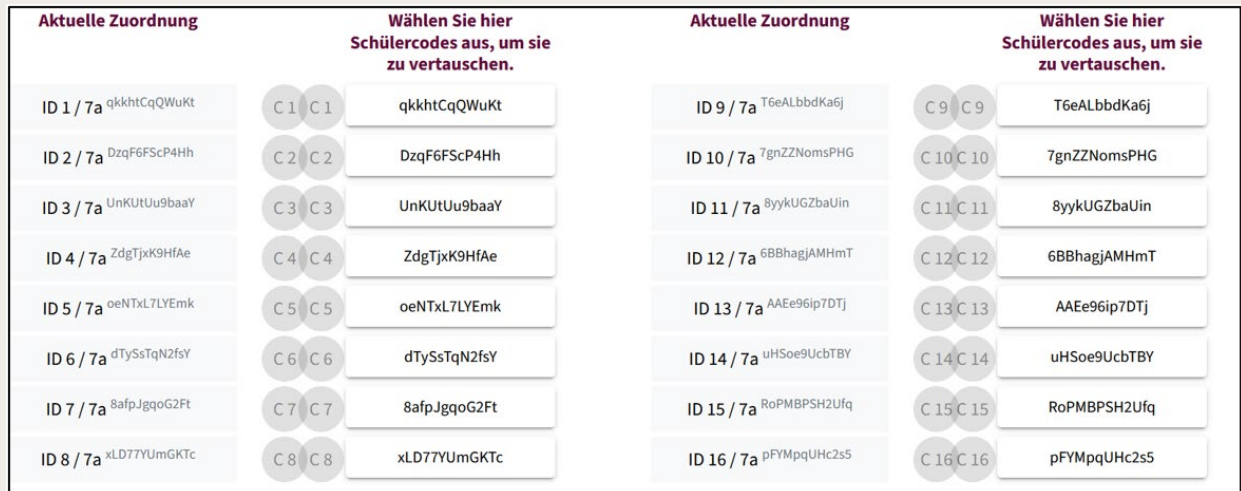 Aktuelle Zuordnung
Wählen Sie hier
Schülercodes aus, um sie
zu vertauschen.
ID 1 / 7a qkkhtCqQWuKt C 1 C 1 qkkhtCqQWuKt
ID 2 / 7a DzqF6FScP4Hh C 2 C 2 DzqF6FScP4Hh
ID 3 / 7a UnKUtUu9baaY C 3 C 3 UnKUtUu9baaY
ID 4 / 7a ZdgTjxK9HfAe C 4 C 4 ZdgTjxK9HfAe
ID 5 / 7a oeNTxL7LYEmk C 5 C 5 oeNTxL7LYEmk
ID 6 / 7a dTySsTqN2fsY C 6 C 6 dTySsTqN2fsY
ID 7 / 7a 8afpJgqoG2Ft C 7 C 7 8afpJgqoG2Ft
ID 8 / 7a xLD77YUmGKTc C 8 C 8 xLD77YUmGKTc
Aktuelle Zuordnung
Wählen Sie hier
Schülercodes aus, um sie
zu vertauschen.
ID 9 / 7a T6eALbbdKa6j C 9 C 9 T6eALbbdKa6j
ID 10 / 7a 7gnZZNomsPHG C 10 C 10 7gnZZNomsPHG
ID 11 / 7a 8yykUGZbaUin C 11 C 11 8yykUGZbaUin
ID 12 / 7a 6BBhagjAMHmT C 12 C 12 6BBhagjAMHmT
ID 13 / 7a AAEe96ip7DTj C 13 C 13 AAEe96ip7DTj
ID 14 / 7a uHSoe9UcbTBY C 14 C 14 uHSoe9UcbTBY
ID 15 / 7a RoPMBPSH2Ufq C 15 C 15 RoPMBPSH2Ufq
ID 16 / 7a pFYMpqUHc2s5 C 16 C 16 pFYMpqUHc2s5